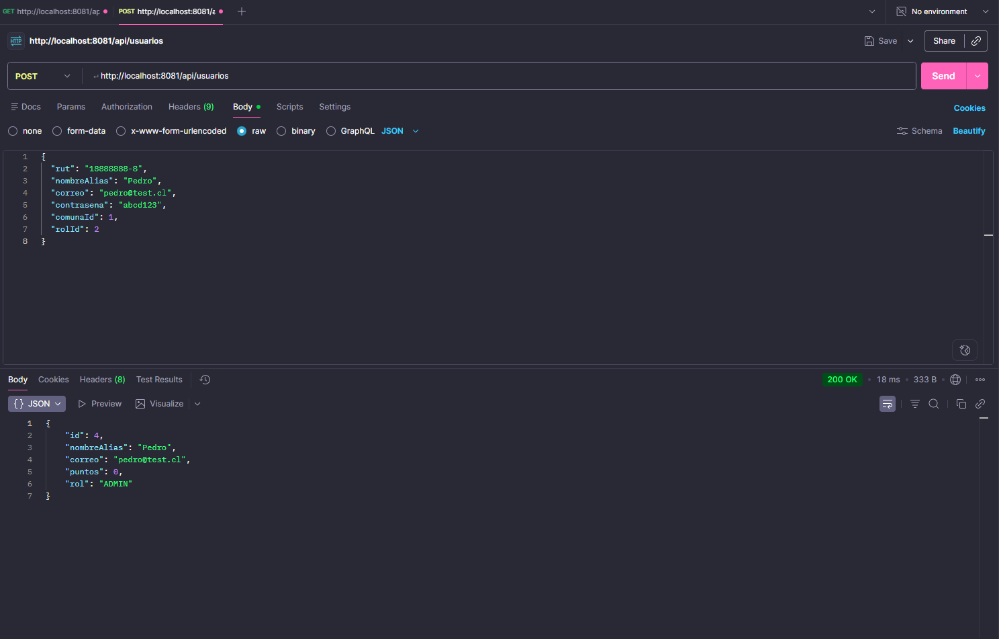 GET http://localhost:8081/ap
POST http://localhost:8081/a
No environment
HTTP http://localhost:8081/api/usuarios
Save
Share
POST
http://localhost:8081/api/usuarios
Send
Docs Params Authorization Headers (9) Body Scripts Settings
Cookies
none form-data x-www-form-urlencoded raw binary GraphQL JSON
Schema Beautify
1 {
2 "rut": "18888888-8",
3 "nombreAlias": "Pedro",
4 "correo": "pedro@test.cl",
5 "contrasena": "abcd123",
6 "comunaId": 1,
7 "rolId": 2
8 }
Body Cookies Headers (8) Test Results
200 OK • 18 ms • 333 B •
{} JSON Preview Visualize
1 {
2 "id": 4,
3 "nombreAlias": "Pedro",
4 "correo": "pedro@test.cl",
5 "puntos": 0,
6 "rol": "ADMIN"
7 }